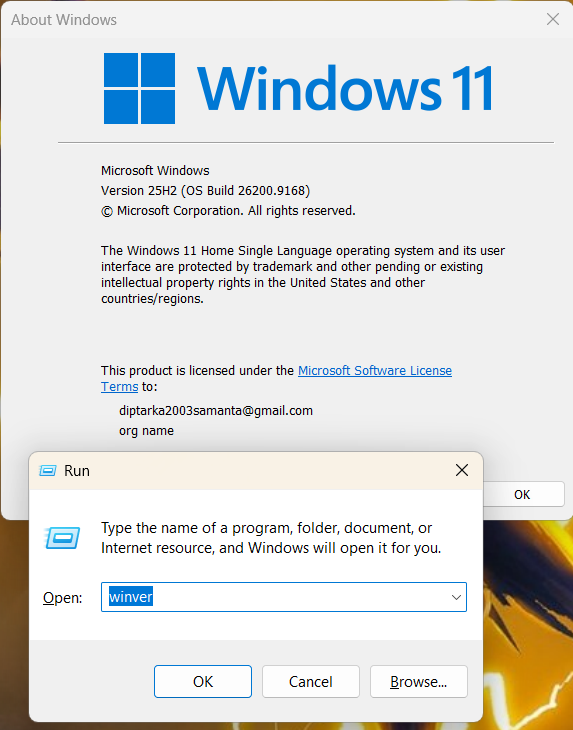 About Windows
Windows 11
Microsoft Windows
Version 25H2 (OS Build 26200.9168)
© Microsoft Corporation. All rights reserved.
The Windows 11 Home Single Language operating system and its user
interface are protected by trademark and other pending or existing
intellectual property rights in the United States and other
countries/regions.
This product is licensed under the Microsoft Software License
Terms to:
diptarka2003samanta@gmail.com
org name
OK
Run
Type the name of a program, folder, document, or
Internet resource, and Windows will open it for you.
Open: winver
OK Cancel Browse...